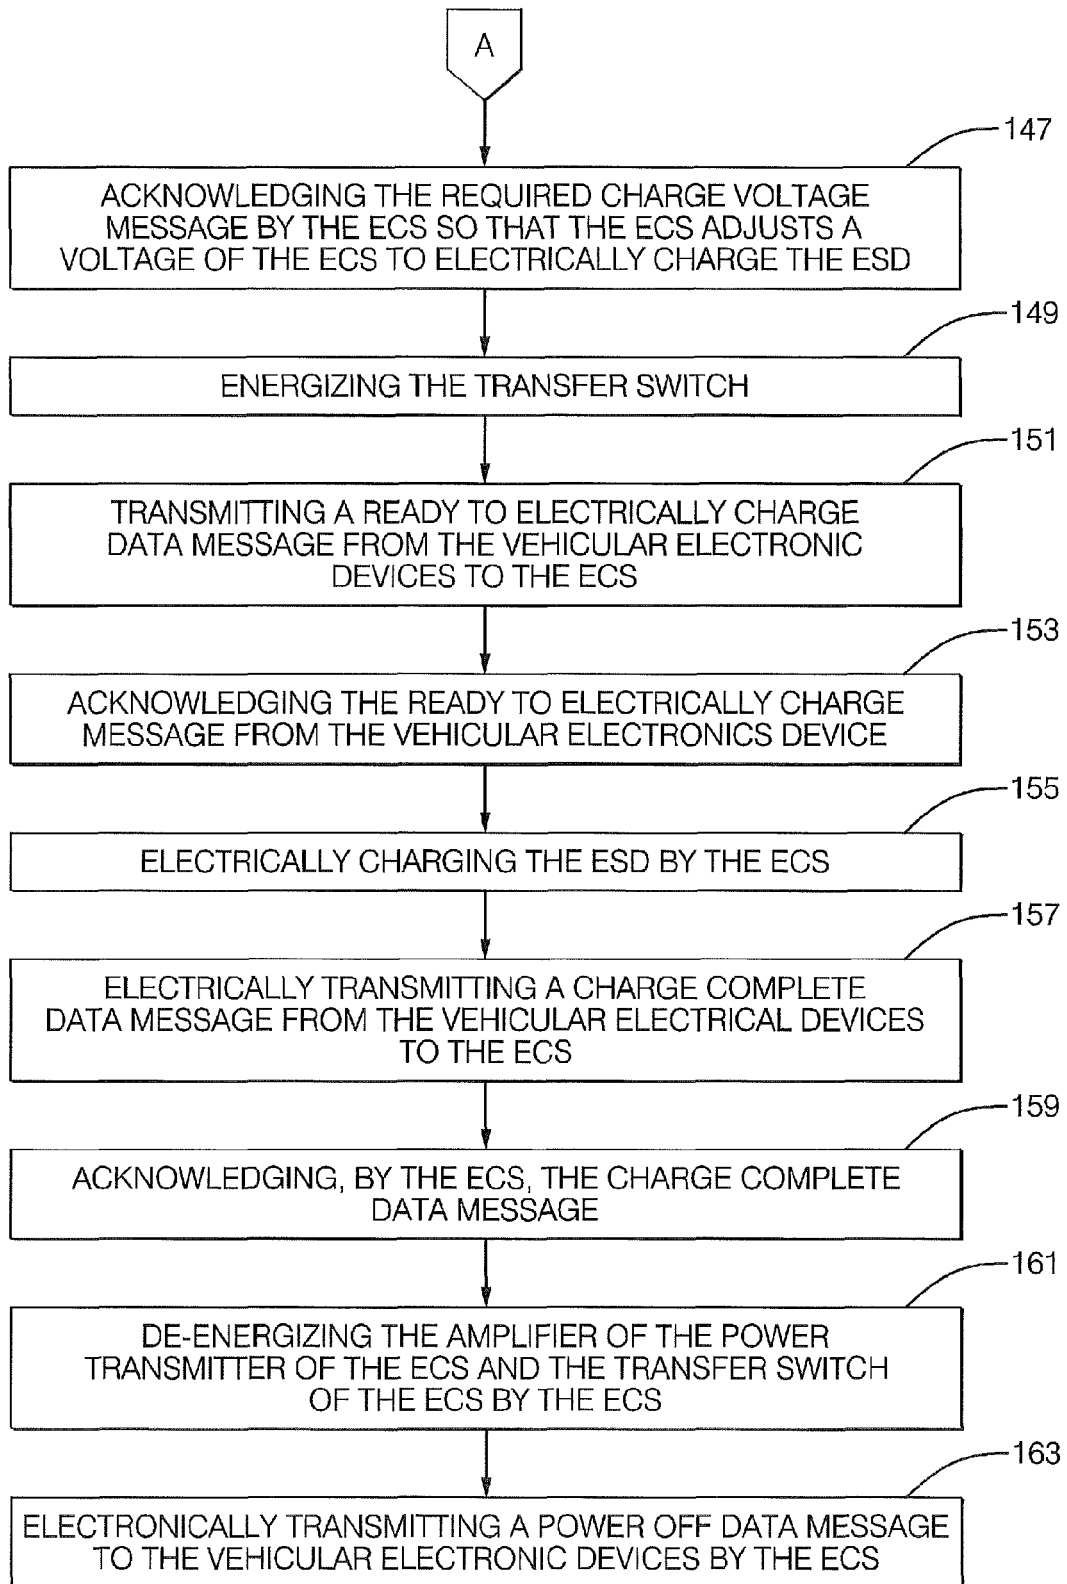 A
147
ACKNOWLEDGING THE REQUIRED CHARGE VOLTAGE
MESSAGE BY THE ECS SO THAT THE ECS ADJUSTS A
VOLTAGE OF THE ECS TO ELECTRICALLY CHARGE THE ESD
149
ENERGIZING THE TRANSFER SWITCH
151
TRANSMITTING A READY TO ELECTRICALLY CHARGE
DATA MESSAGE FROM THE VEHICULAR ELECTRONIC
DEVICES TO THE ECS
153
ACKNOWLEDGING THE READY TO ELECTRICALLY CHARGE
MESSAGE FROM THE VEHICULAR ELECTRONICS DEVICE
155
ELECTRICALLY CHARGING THE ESD BY THE ECS
157
ELECTRICALLY TRANSMITTING A CHARGE COMPLETE
DATA MESSAGE FROM THE VEHICULAR ELECTRICAL DEVICES
TO THE ECS
159
ACKNOWLEDGING, BY THE ECS, THE CHARGE COMPLETE
DATA MESSAGE
161
DE-ENERGIZING THE AMPLIFIER OF THE POWER
TRANSMITTER OF THE ECS AND THE TRANSFER SWITCH
OF THE ECS BY THE ECS
163
ELECTRONICALLY TRANSMITTING A POWER OFF DATA MESSAGE
TO THE VEHICULAR ELECTRONIC DEVICES BY THE ECS